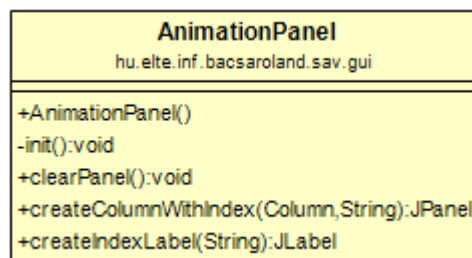 AnimationPanel
hu.elte.inf.bacsaroland.sav.gui
+AnimationPanel()
-init():void
+clearPanel():void
+createColumnWithIndex(Column,String):JPanel
+createIndexLabel(String):JLabel